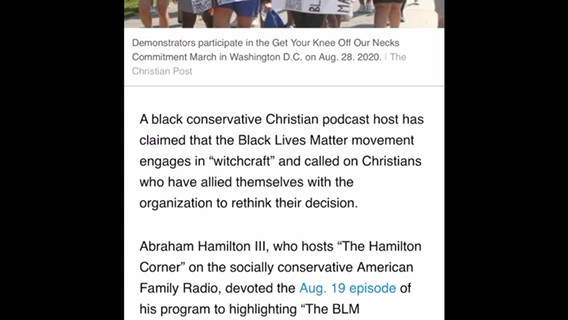 BL
Demonstrators participate in the Get Your Knee Off Our Necks
Commitment March in Washington D.C. on Aug. 28. 2020. | The
Christian Post
A black conservative Christian podcast host has
claimed that the Black Lives Matter movement
engages in “witchcraft” and called on Christians
who have allied themselves with the
organization to rethink their decision.
Abraham Hamilton III, who hosts “The Hamilton
Corner” on the socially conservative American
Family Radio, devoted the Aug. 19 episode of
his program to highlighting “The BLM